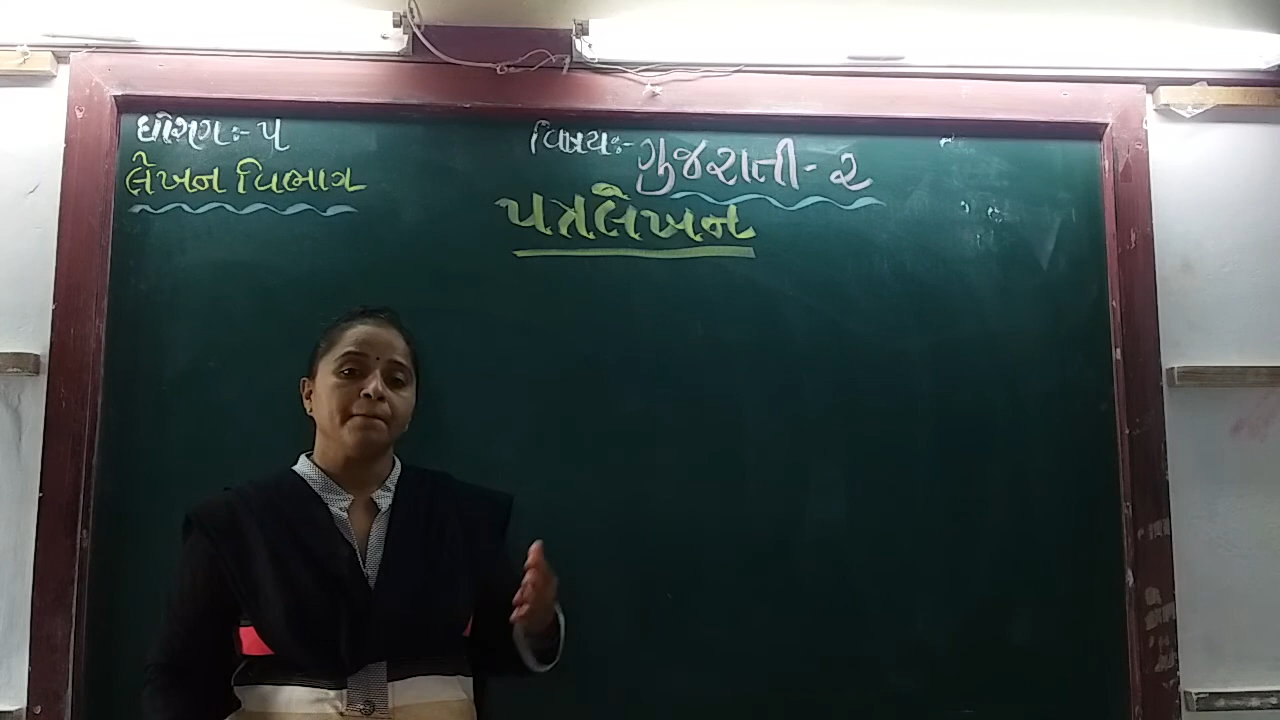 ધોરણ:- ૫
વિષય:- ગુજરાતી - ૨
લેખન વિભાગ
પત્રલેખન